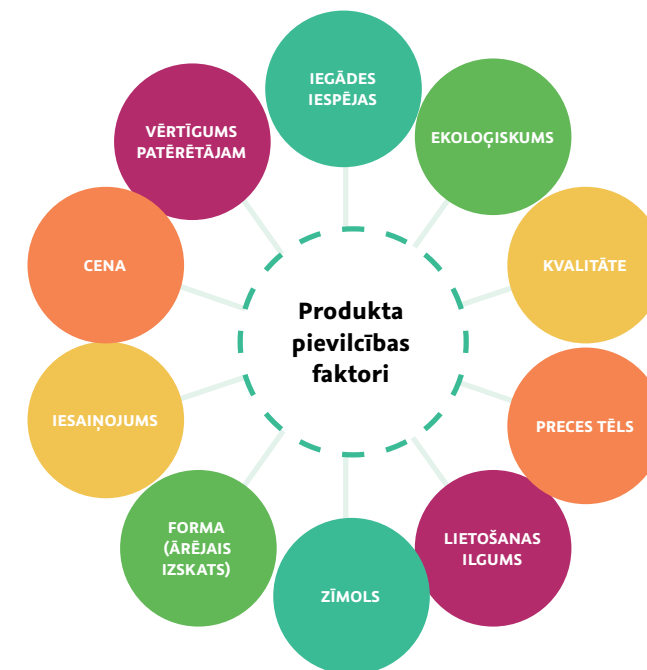 IEGĀDES
IESPĒJAS
EKOLOĢISKUMS
KVALITĀTE
PRECES TĒLS
LIETOŠANAS
ILGUMS
ZĪMOLS
FORMA
(ĀRĒJAIS
IZSKATS)
IESAIŅOJUMS
CENA
VĒRTĪGUMS
PATĒRĒTĀJAM
Produkta
pievilcības
faktori